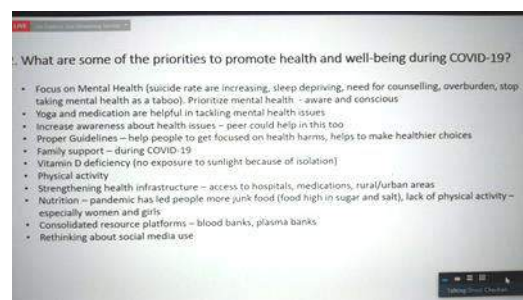 LIVE
. What are some of the priorities to promote health and well-being during COVID-19?
• Focus on Mental Health (suicide rate are increasing, sleep depriving, need for counselling, overburden, stop
taking mental health as a taboo). Prioritize mental health - aware and conscious
• Yoga and medication are helpful in tackling mental health issues
• Increase awareness about health issues – peer could help in this too
• Proper Guidelines – help people to get focused on health harms, helps to make healthier choices
• Family support – during COVID-19
• Vitamin D deficiency (no exposure to sunlight because of isolation)
• Physical activity
• Strengthening health infrastructure – access to hospitals, medications, rural/urban areas
• Nutrition – pandemic has led people more junk food (food high in sugar and salt), lack of physical activity –
especially women and girls
• Consolidated resource platforms – blood banks, plasma banks
• Rethinking about social media use
Talking: